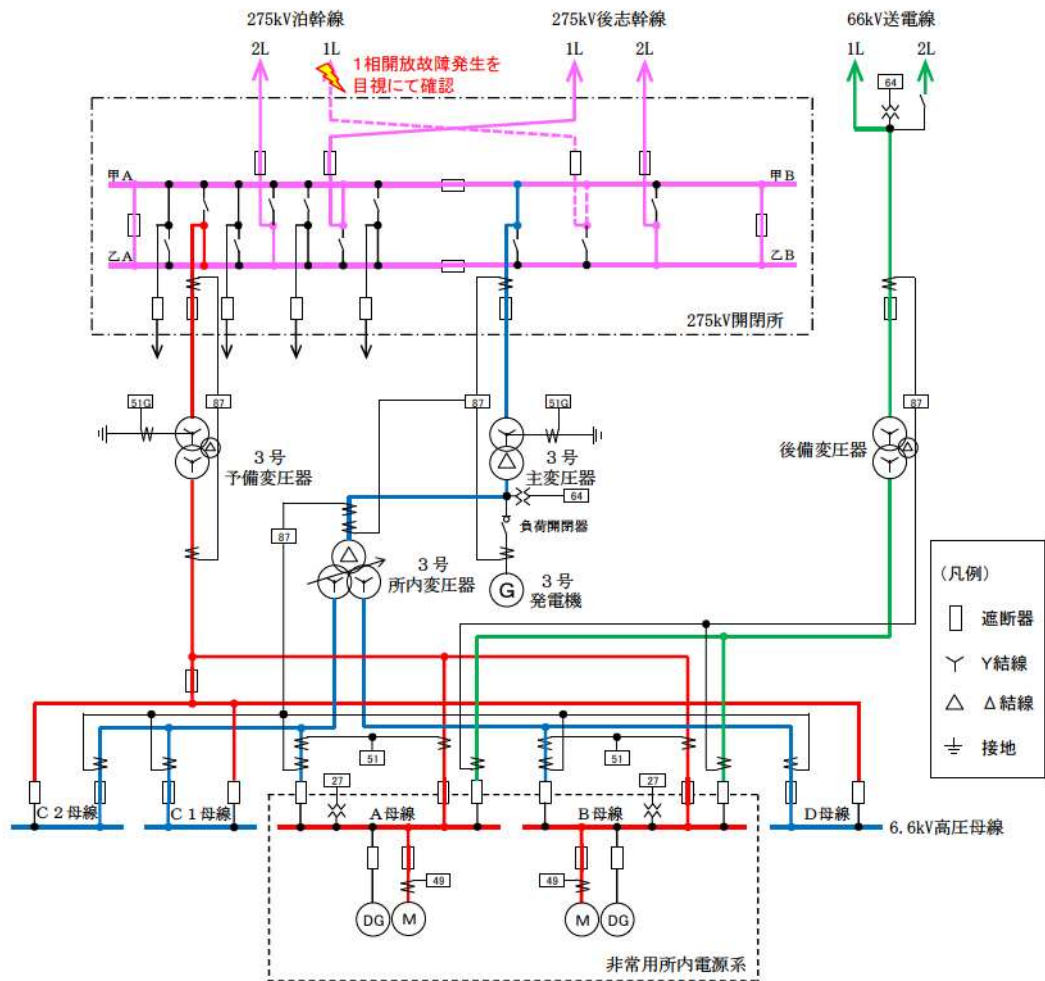 275kV泊幹線
275kV後志幹線
66kV送電線
2L
1L
1L
2L
1L
2L
1相開放故障発生を
目視にて確認
64
甲A
甲B
乙A
乙B
275kV開閉所
51G
87
87
51G
87
3号
予備変圧器
3号
主変圧器
後備変圧器
64
87
負荷開閉器
3号
所内変圧器
G
3号
発電機
(凡例)
遮断器
Y結線
Δ結線
接地
51
51
27
27
C2母線
C1母線
A母線
B母線
D母線
6.6kV高圧母線
49
49
DG
M
M
DG
非常用所内電源系